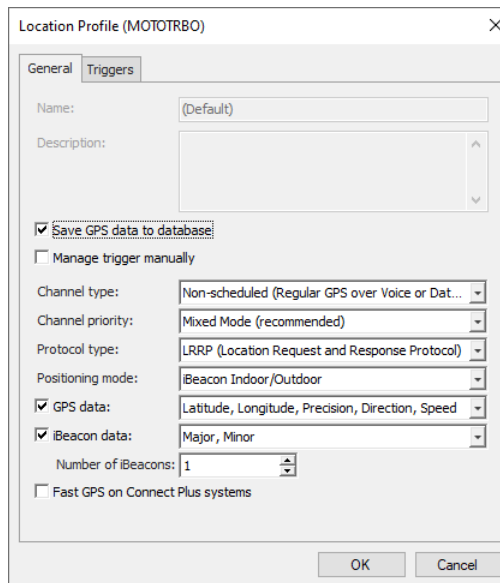 Location Profile (MOTOTRBO)
General Triggers
Name: (Default)
Description:
Save GPS data to database
Manage trigger manually
Channel type: Non-scheduled (Regular GPS over Voice or Dat...
Channel priority: Mixed Mode (recommended)
Protocol type: LRRP (Location Request and Response Protocol)
Positioning mode: iBeacon Indoor/Outdoor
GPS data: Latitude, Longitude, Precision, Direction, Speed
iBeacon data: Major, Minor
Number of iBeacons: 1
Fast GPS on Connect Plus systems
OK Cancel